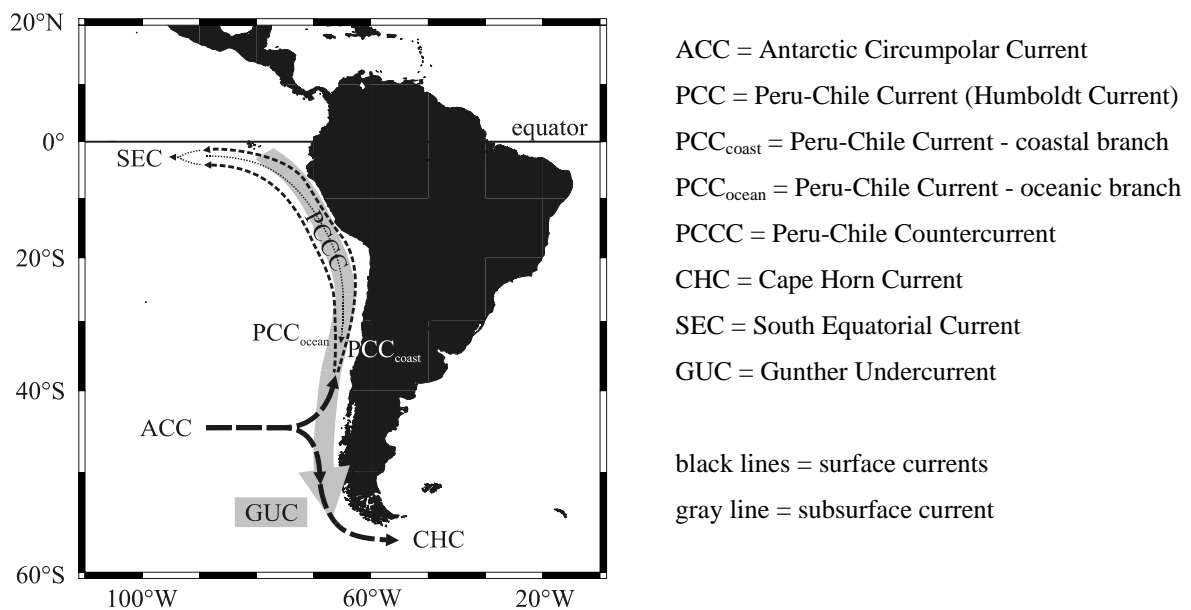 20°N
0°
20°S
40°S
60°S
100°W
60°W
20°W
equator
SEC
PCCC
PCCocean
PCCcoast
ACC
GUC
CHC
ACC = Antarctic Circumpolar Current
PCC = Peru-Chile Current (Humboldt Current)
PCCcoast = Peru-Chile Current - coastal branch
PCCocean = Peru-Chile Current - oceanic branch
PCCC = Peru-Chile Countercurrent
CHC = Cape Horn Current
SEC = South Equatorial Current
GUC = Gunther Undercurrent
black lines = surface currents
gray line = subsurface current